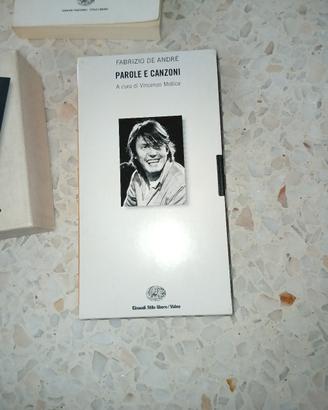 FABRIZIO DE ANDRÉ
PAROLE E CANZONI
A cura di Vincenzo Mollica
Einaudi Stile libero / Video